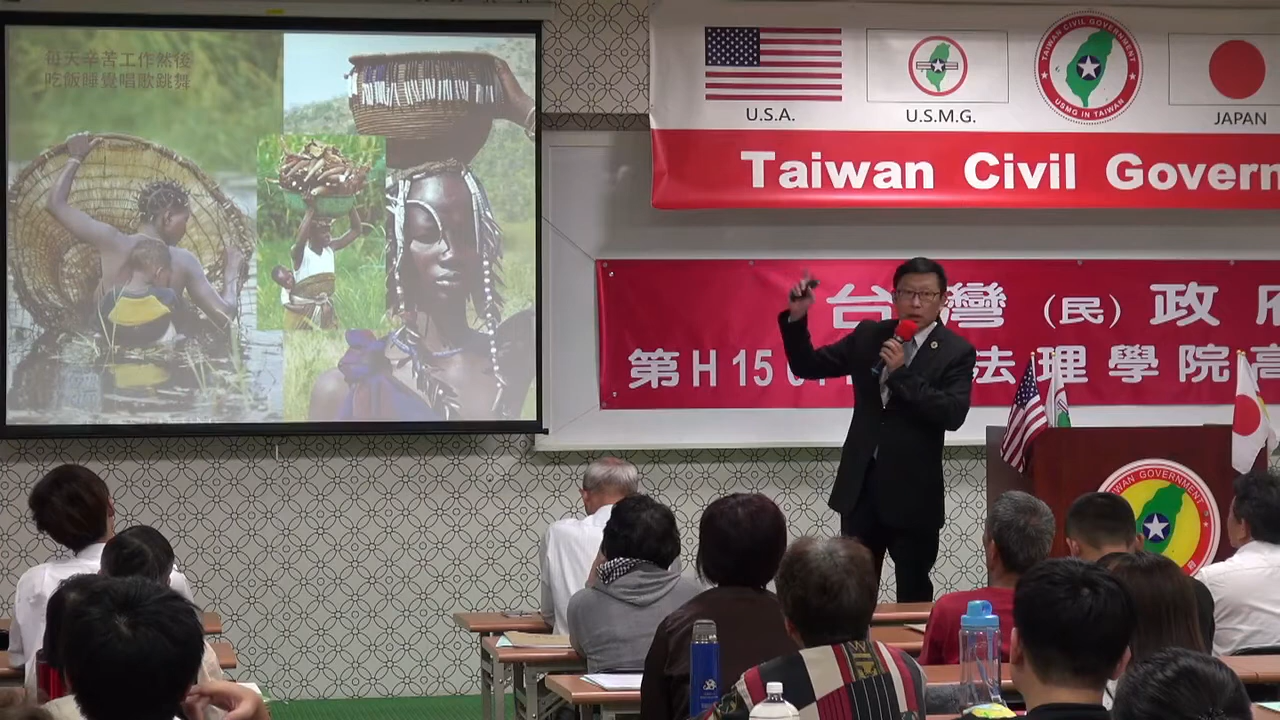 每天辛苦工作然後
吃飯睡覺唱歌跳舞
U.S.A.
U.S.M.G.
TAIWAN CIVIL GOVERNMENT
USMG IN TAIWAN
JAPAN
Taiwan Civil Govern
台灣(民)政府
第H15 法理學院高
WAN GOVERNMENT